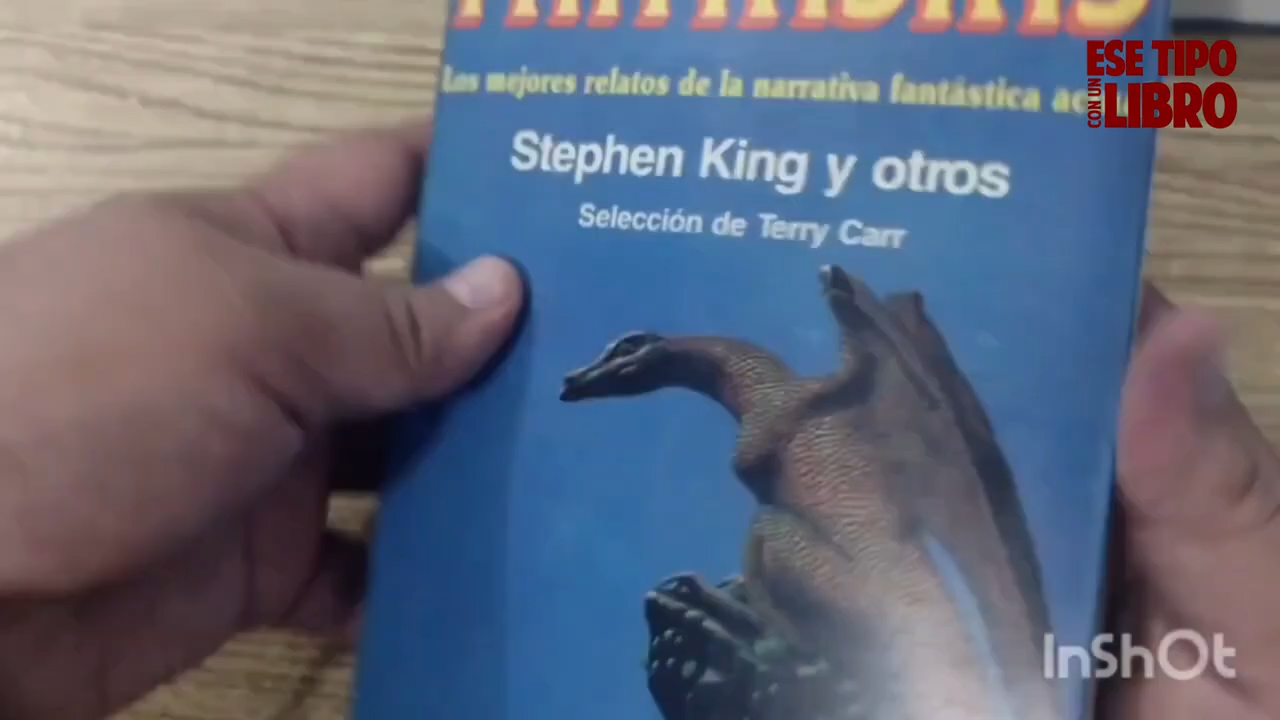 Los mejores relatos de la narrativa fantástica
Stephen King y otros
Selección de Terry Carr
ESE TIPO
CON UN
LIBRO
InShOt